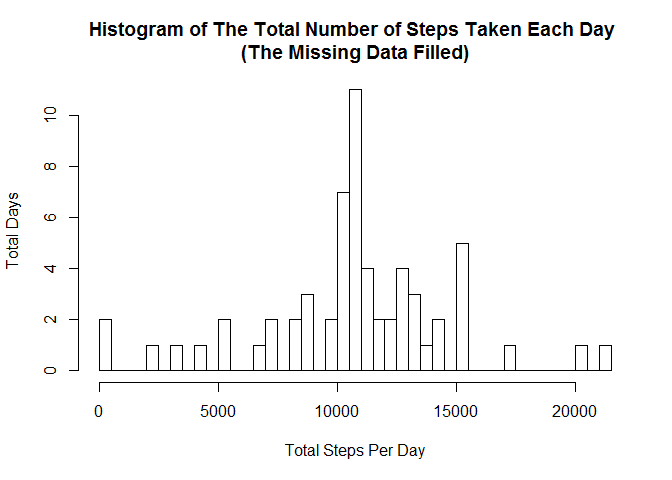 Histogram of The Total Number of Steps Taken Each Day
(The Missing Data Filled)
Total Days
10
8
6
4
2
0
0 5000 10000 15000 20000
Total Steps Per Day